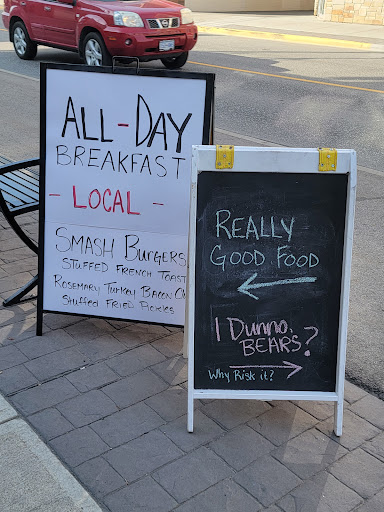 ALL-DAY
BREAKFAST
- LOCAL -
SMASH BURGERS
STUFFED FRENCH TOAST
ROSEMARY TURKEY BACON
Stuffed FRIED Pickles
REALLY
GOOD FOOD
I DUNNO,
BEARS?
WHY RISK it?